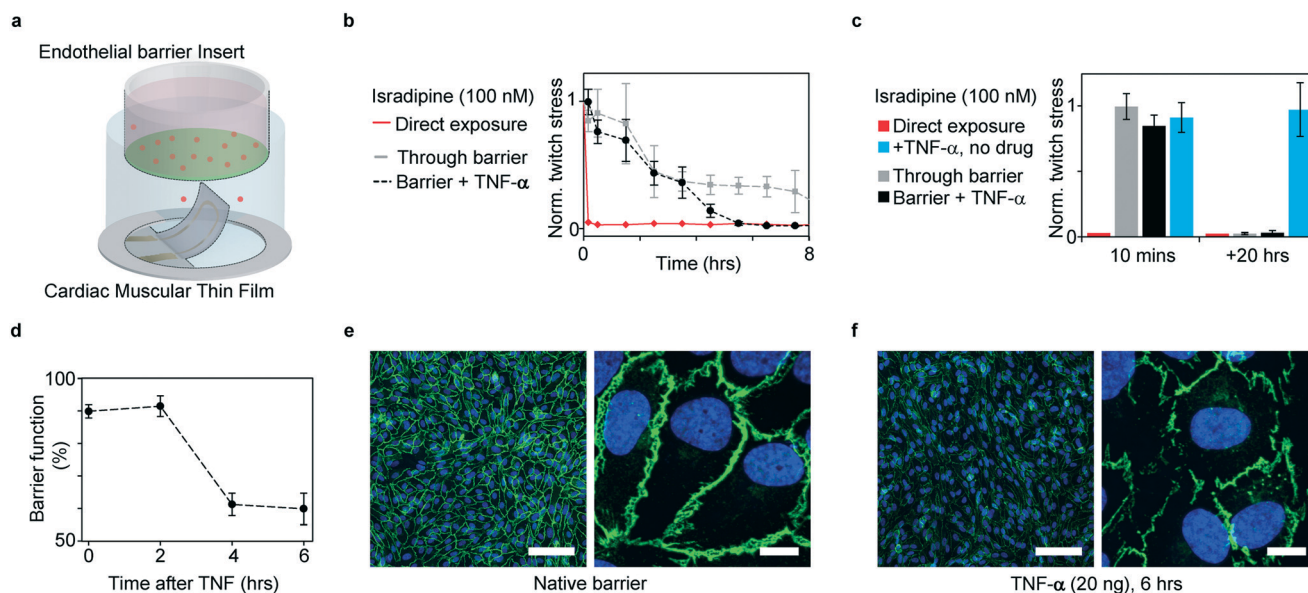 a
Endothelial barrier Insert
Cardiac Muscular Thin Film
b
Isradipine (100 nM)
Direct exposure
Through barrier
Barrier + TNF-α
Norm. twitch stress
1
0
0
8
Time (hrs)
c
Isradipine (100 nM)
Direct exposure
+TNF-α, no drug
Through barrier
Barrier + TNF-α
Norm. twitch stress
1
0
10 mins
+20 hrs
d
Barrier function
(%)
100
50
0
2
4
6
Time after TNF (hrs)
e
Native barrier
f
TNF-α (20 ng), 6 hrs